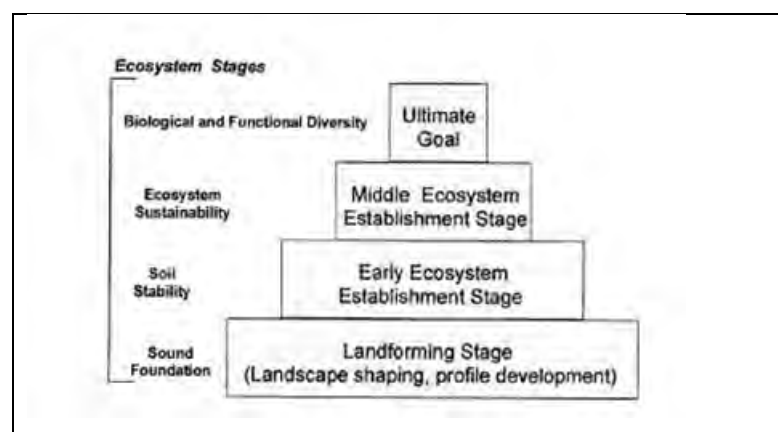 Ecosystem Stages
Biological and Functional Diversity
Ultimate
Goal
Ecosystem
Sustainability
Middle Ecosystem
Establishment Stage
Soil
Stability
Early Ecosystem
Establishment Stage
Sound
Foundation
Landforming Stage
(Landscape shaping, profile development)